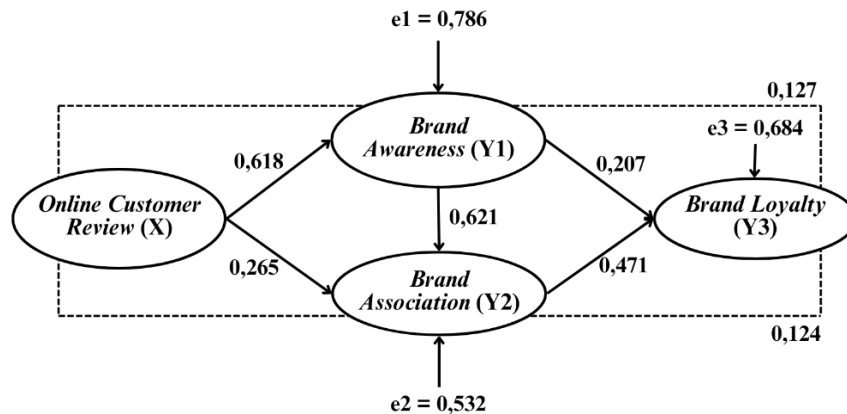 e1 = 0,786
0,127
Brand
Awareness (Y1)
e3 = 0,684
0,618
0,207
Online Customer
Review (X)
0,621
Brand Loyalty
(Y3)
0,265
0,471
Brand
Association (Y2)
0,124
e2 = 0,532